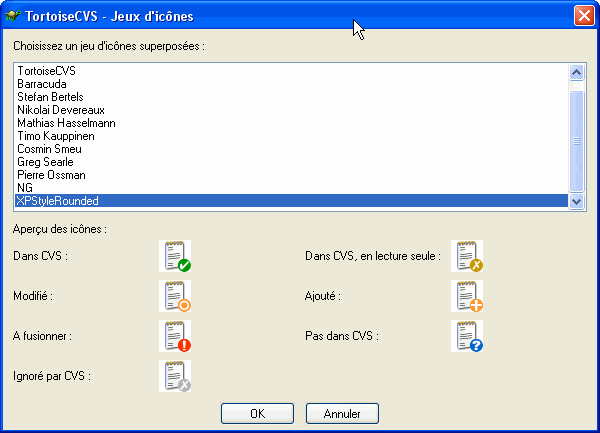 TortoiseCVS - Jeux d'icônes
Choisissez un jeu d'icônes superposées :
TortoiseCVS
Barracuda
Stefan Bertels
Nikolai Devereaux
Mathias Hasselmann
Timo Kauppinen
Cosmin Smeu
Greg Searle
Pierre Ossman
NG
XPStyleRounded
Aperçu des icônes :
Dans CVS :
Dans CVS, en lecture seule :
Modifié :
Ajouté :
A fusionner :
Pas dans CVS :
Ignoré par CVS :
OK
Annuler